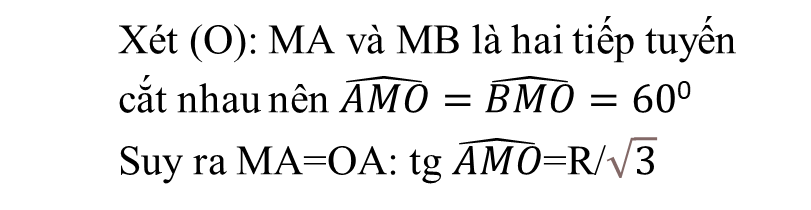 Xét (O): MA và MB là hai tiếp tuyến
cắt nhau nên $\widehat{AMO} = \widehat{BMO} = 60^0$
Suy ra MA=OA: tg $\widehat{AMO}$=R/$\sqrt{3}$